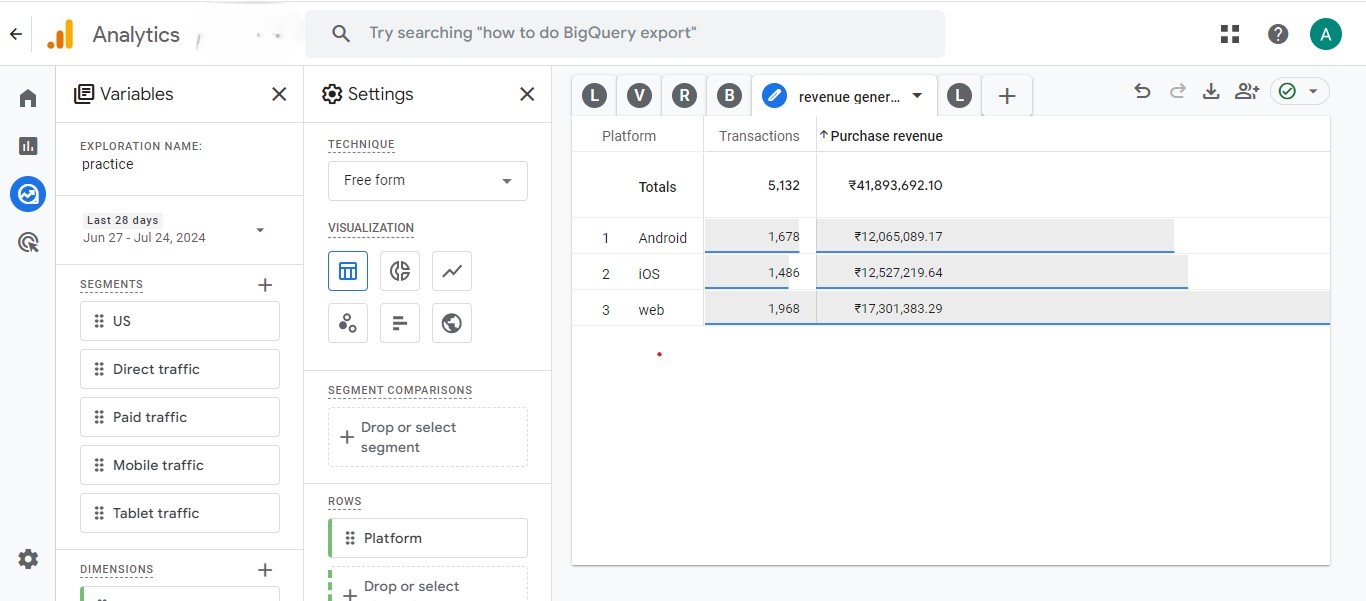 Analytics
Try searching "how to do BigQuery export"
A
Variables
EXPLORATION NAME:
practice
Last 28 days
Jun 27 - Jul 24, 2024
SEGMENTS
US
Direct traffic
Paid traffic
Mobile traffic
Tablet traffic
DIMENSIONS
Settings
TECHNIQUE
Free form
VISUALIZATION
SEGMENT COMPARISONS
Drop or select
segment
ROWS
Platform
Drop or select
L V R B revenue gener... L
Platform Transactions ↑Purchase revenue
Totals 5,132 ₹41,893,692.10
1 Android 1,678 ₹12,065,089.17
2 iOS 1,486 ₹12,527,219.64
3 web 1,968 ₹17,301,383.29